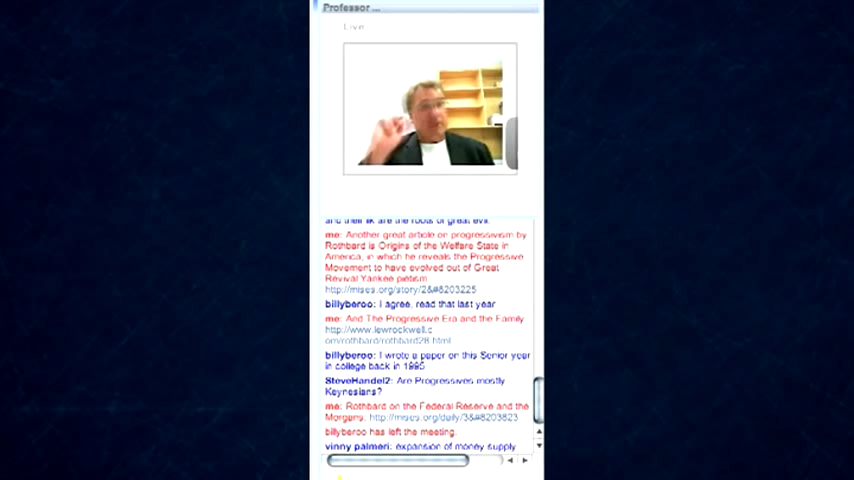 Professor ...
Live
and their ilk are the roots of great evil.
me: Another great article on progressivism by
Rothbard is Origins of the Welfare State in
America, in which he reveals the Progressive
Movement to have evolved out of Great
Revival Yankee pietism
http://mises.org/story/2&#8203225
billyberoo: I agree, read that last year
me: And The Progressive Era and the Family
http://www.lewrockwell.c
om/rothbard/rothbard28.html
billyberoo: I wrote a paper on this Senior year
in college back in 1995
SteveHandel2: Are Progressives mostly
Keynesians?
me: Rothbard on the Federal Reserve and the
Morgans: http://mises.org/daily/3&#8203823
billyberoo has left the meeting.
vinny palmeri: expansion of money supply